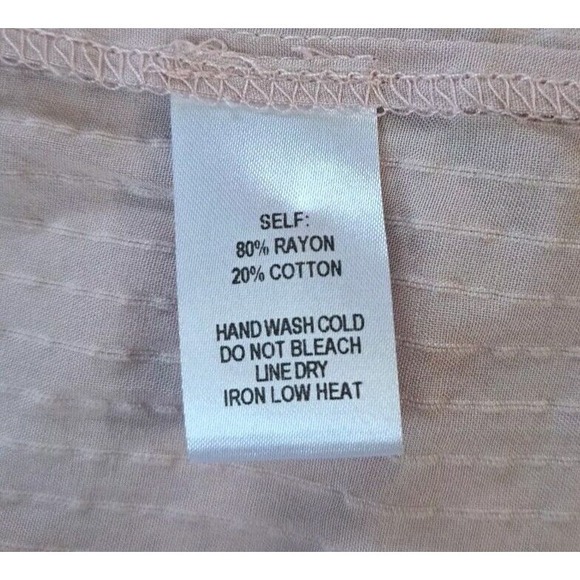 SELF:
80% RAYON
20% COTTON
HAND WASH COLD
DO NOT BLEACH
LINE DRY
IRON LOW HEAT